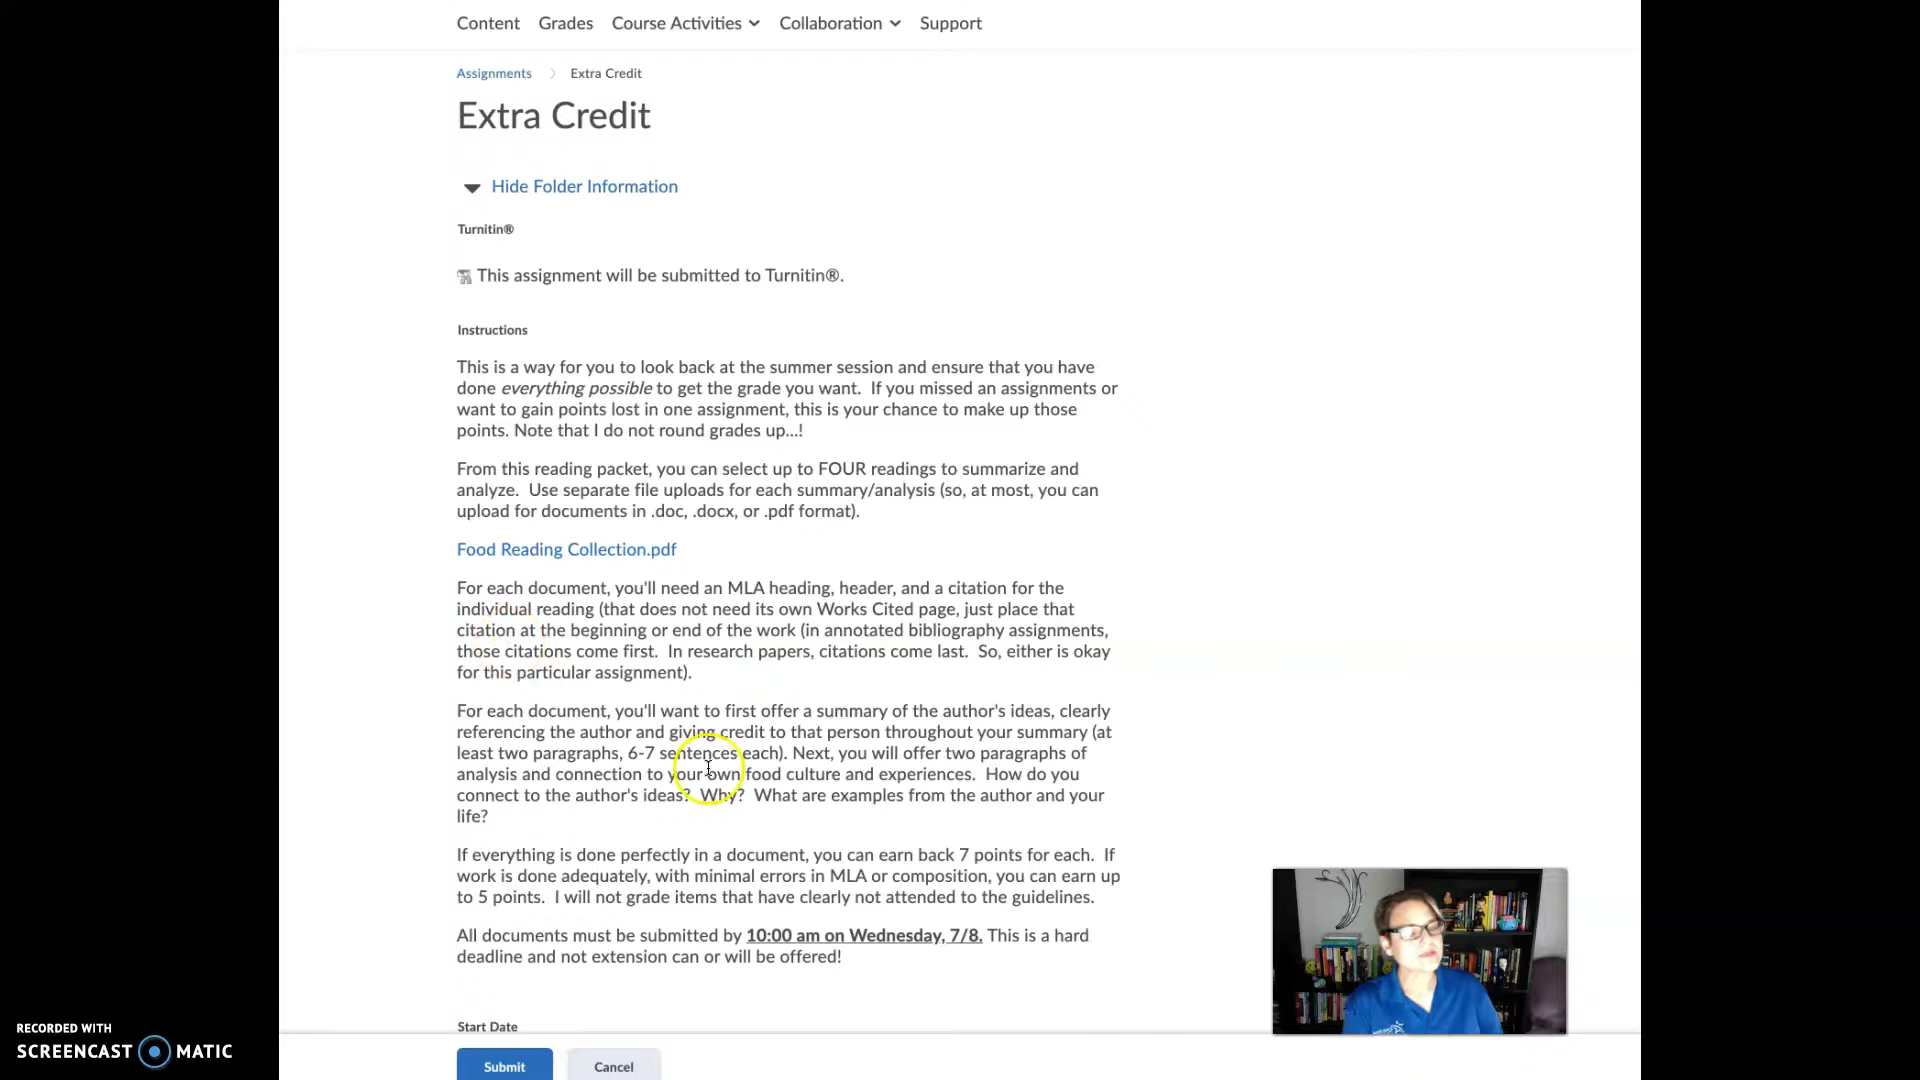 Content Grades Course Activities Collaboration Support
Assignments Extra Credit
Extra Credit
Hide Folder Information
Turnitin®
This assignment will be submitted to Turnitin®.
Instructions
This is a way for you to look back at the summer session and ensure that you have
done everything possible to get the grade you want.  If you missed an assignments or
want to gain points lost in one assignment, this is your chance to make up those
points. Note that I do not round grades up...!
From this reading packet, you can select up to FOUR readings to summarize and
analyze.  Use separate file uploads for each summary/analysis (so, at most, you can
upload for documents in .doc, .docx, or .pdf format).
Food Reading Collection.pdf
For each document, you'll need an MLA heading, header, and a citation for the
individual reading (that does not need its own Works Cited page, just place that
citation at the beginning or end of the work (in annotated bibliography assignments,
those citations come first.  In research papers, citations come last.  So, either is okay
for this particular assignment).
For each document, you'll want to first offer a summary of the author's ideas, clearly
referencing the author and giving credit to that person throughout your summary (at
least two paragraphs, 6-7 sentences each). Next, you will offer two paragraphs of
analysis and connection to your own food culture and experiences.  How do you
connect to the author's ideas?  Why?  What are examples from the author and your
life?
If everything is done perfectly in a document, you can earn back 7 points for each.  If
work is done adequately, with minimal errors in MLA or composition, you can earn up
to 5 points.  I will not grade items that have clearly not attended to the guidelines.
All documents must be submitted by 10:00 am on Wednesday, 7/8. This is a hard
deadline and not extension can or will be offered!
Start Date
Submit Cancel
RECORDED WITH
SCREENCAST MATIC